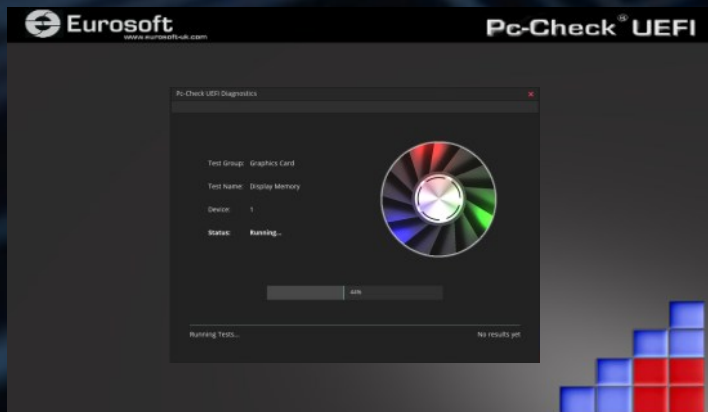 Eurosoft
www.eurosoft-uk.com
Pc-Check® UEFI
Pc-Check UEFI Diagnostics
Test Group: Graphics Card
Test Name: Display Memory
Device: 1
Status: Running...
44%
Running Tests...
No results yet